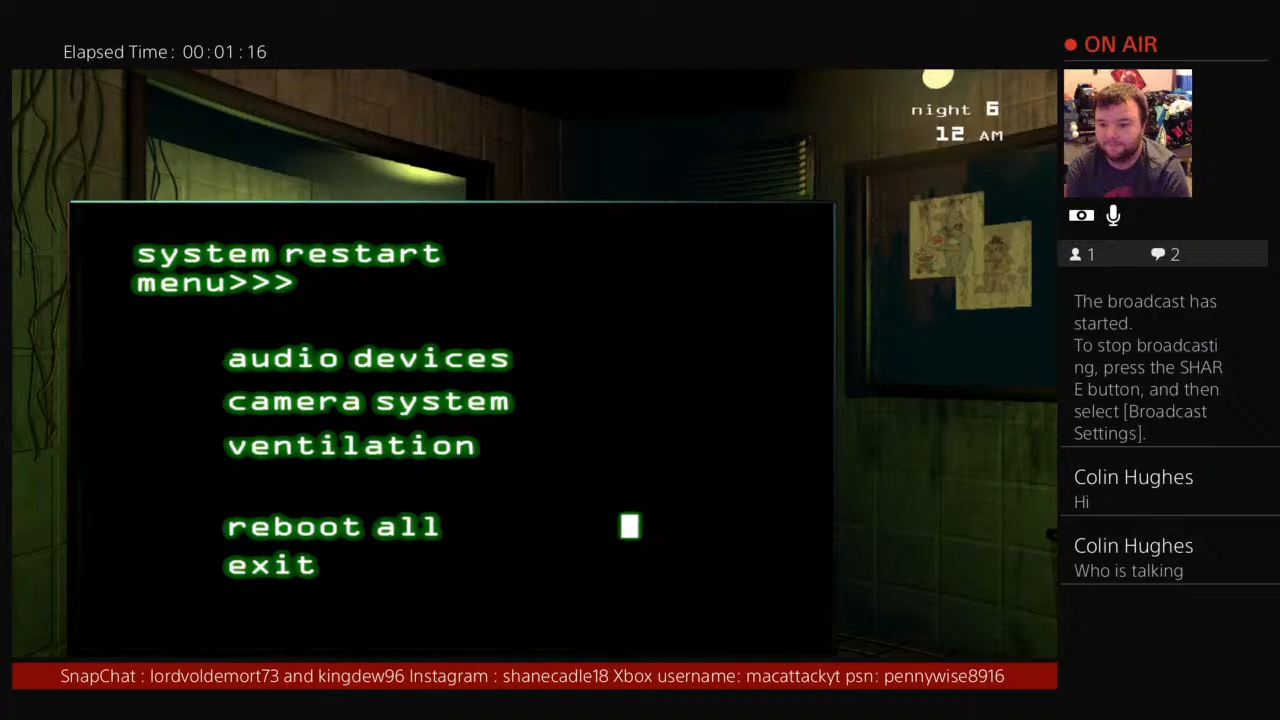 Elapsed Time: 00:01:16
ON AIR
night 6
12 AM
system restart
menu>>>
audio devices
camera system
ventilation
reboot all
exit
1 2
The broadcast has
started.
To stop broadcasti
ng, press the SHAR
E button, and then
select [Broadcast
Settings].
Colin Hughes
Hi
Colin Hughes
Who is talking
SnapChat : lordvoldemort73 and kingdew96 Instagram : shanecadle18 Xbox username: macattackyt psn: pennywise8916